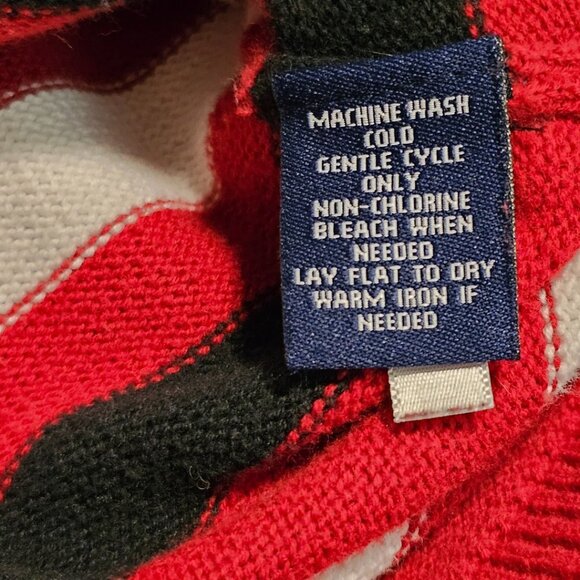 MACHINE WASH
COLD
GENTLE CYCLE
ONLY
NON-CHLORINE
BLEACH WHEN
NEEDED
LAY FLAT TO DRY
WARM IRON IF
NEEDED